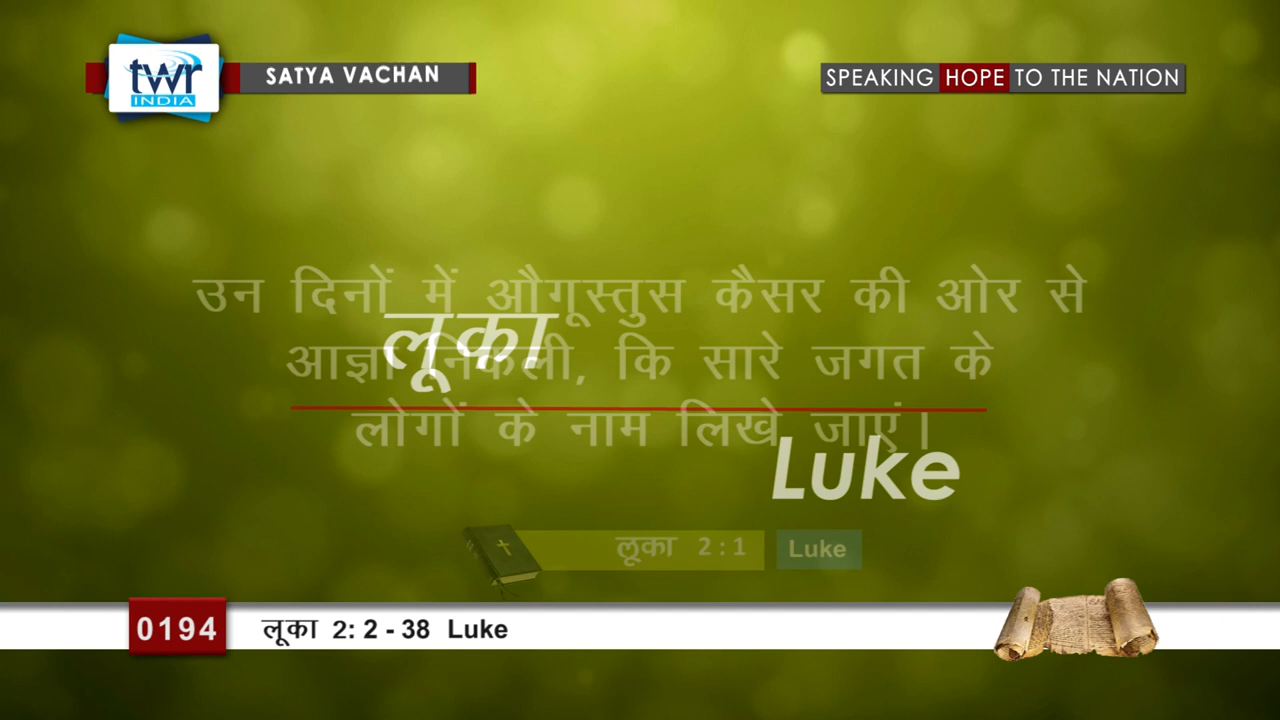 twr
INDIA
SATYA VACHAN
SPEAKING HOPE TO THE NATION
उन दिनों में औगूस्तुस कैसर की ओर से
लूका
आज्ञा निकली, कि सारे जगत के
लोगों के नाम लिखे जाएं।
Luke
लूका 2:1 Luke
0194 लूका 2: 2 - 38 Luke